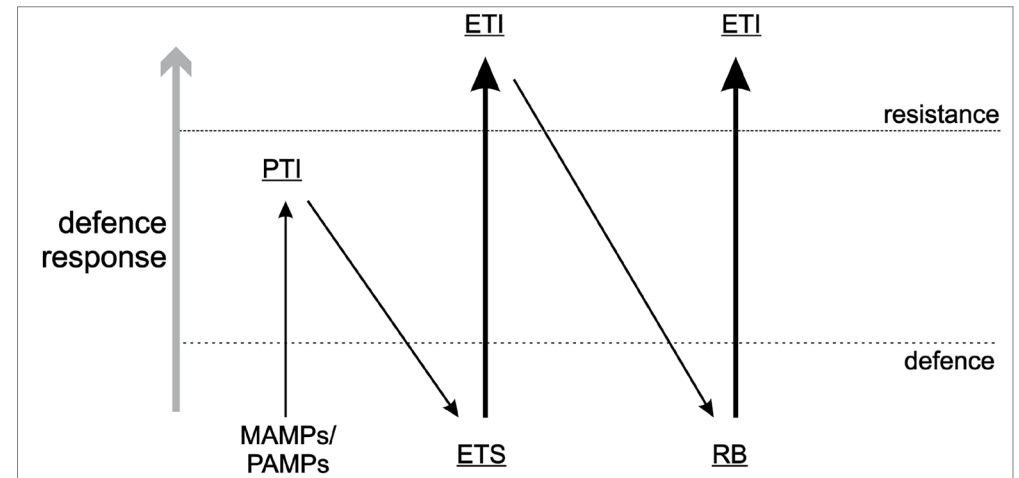 ETI
ETI
resistance
PTI
defence
response
defence
MAMPs/
PAMPs
ETS
RB